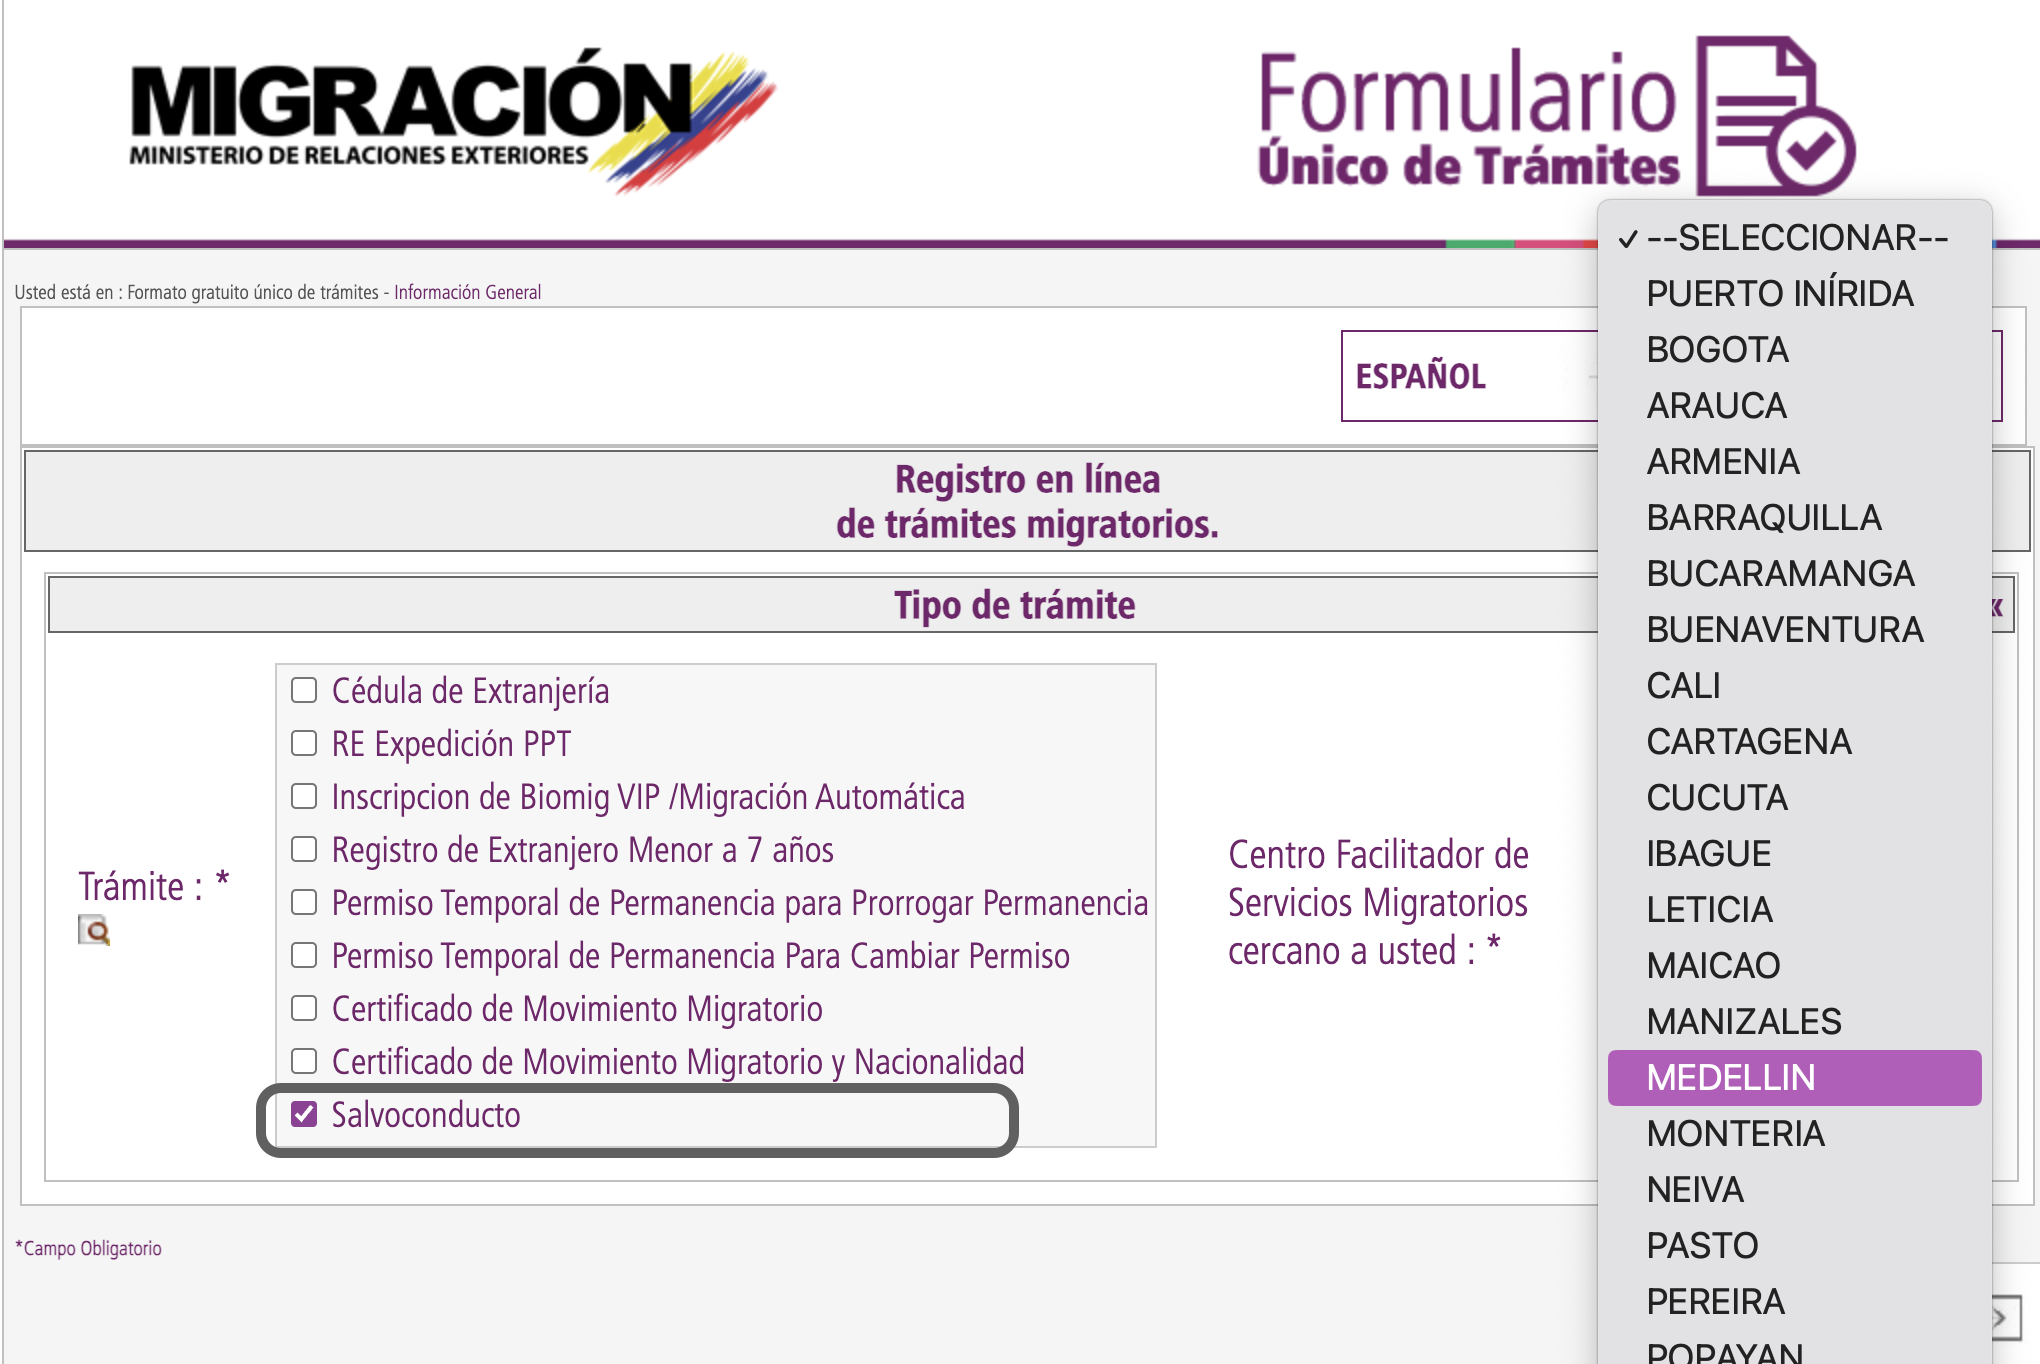 MIGRACIÓN
MINISTERIO DE RELACIONES EXTERIORES
Formulario
Único de Trámites
Usted está en : Formato gratuito único de trámites - Información General
ESPAÑOL
Registro en línea
de trámites migratorios.
Tipo de trámite
«
Trámite : *
Cédula de Extranjería
RE Expedición PPT
Inscripcion de Biomig VIP /Migración Automática
Registro de Extranjero Menor a 7 años
Permiso Temporal de Permanencia para Prorrogar Permanencia
Permiso Temporal de Permanencia Para Cambiar Permiso
Certificado de Movimiento Migratorio
Certificado de Movimiento Migratorio y Nacionalidad
Salvoconducto
Centro Facilitador de
Servicios Migratorios
cercano a usted : *
--SELECCIONAR--
PUERTO INÍRIDA
BOGOTA
ARAUCA
ARMENIA
BARRAQUILLA
BUCARAMANGA
BUENAVENTURA
CALI
CARTAGENA
CUCUTA
IBAGUE
LETICIA
MAICAO
MANIZALES
MEDELLIN
MONTERIA
NEIVA
PASTO
PEREIRA
POPAYAN
*Campo Obligatorio